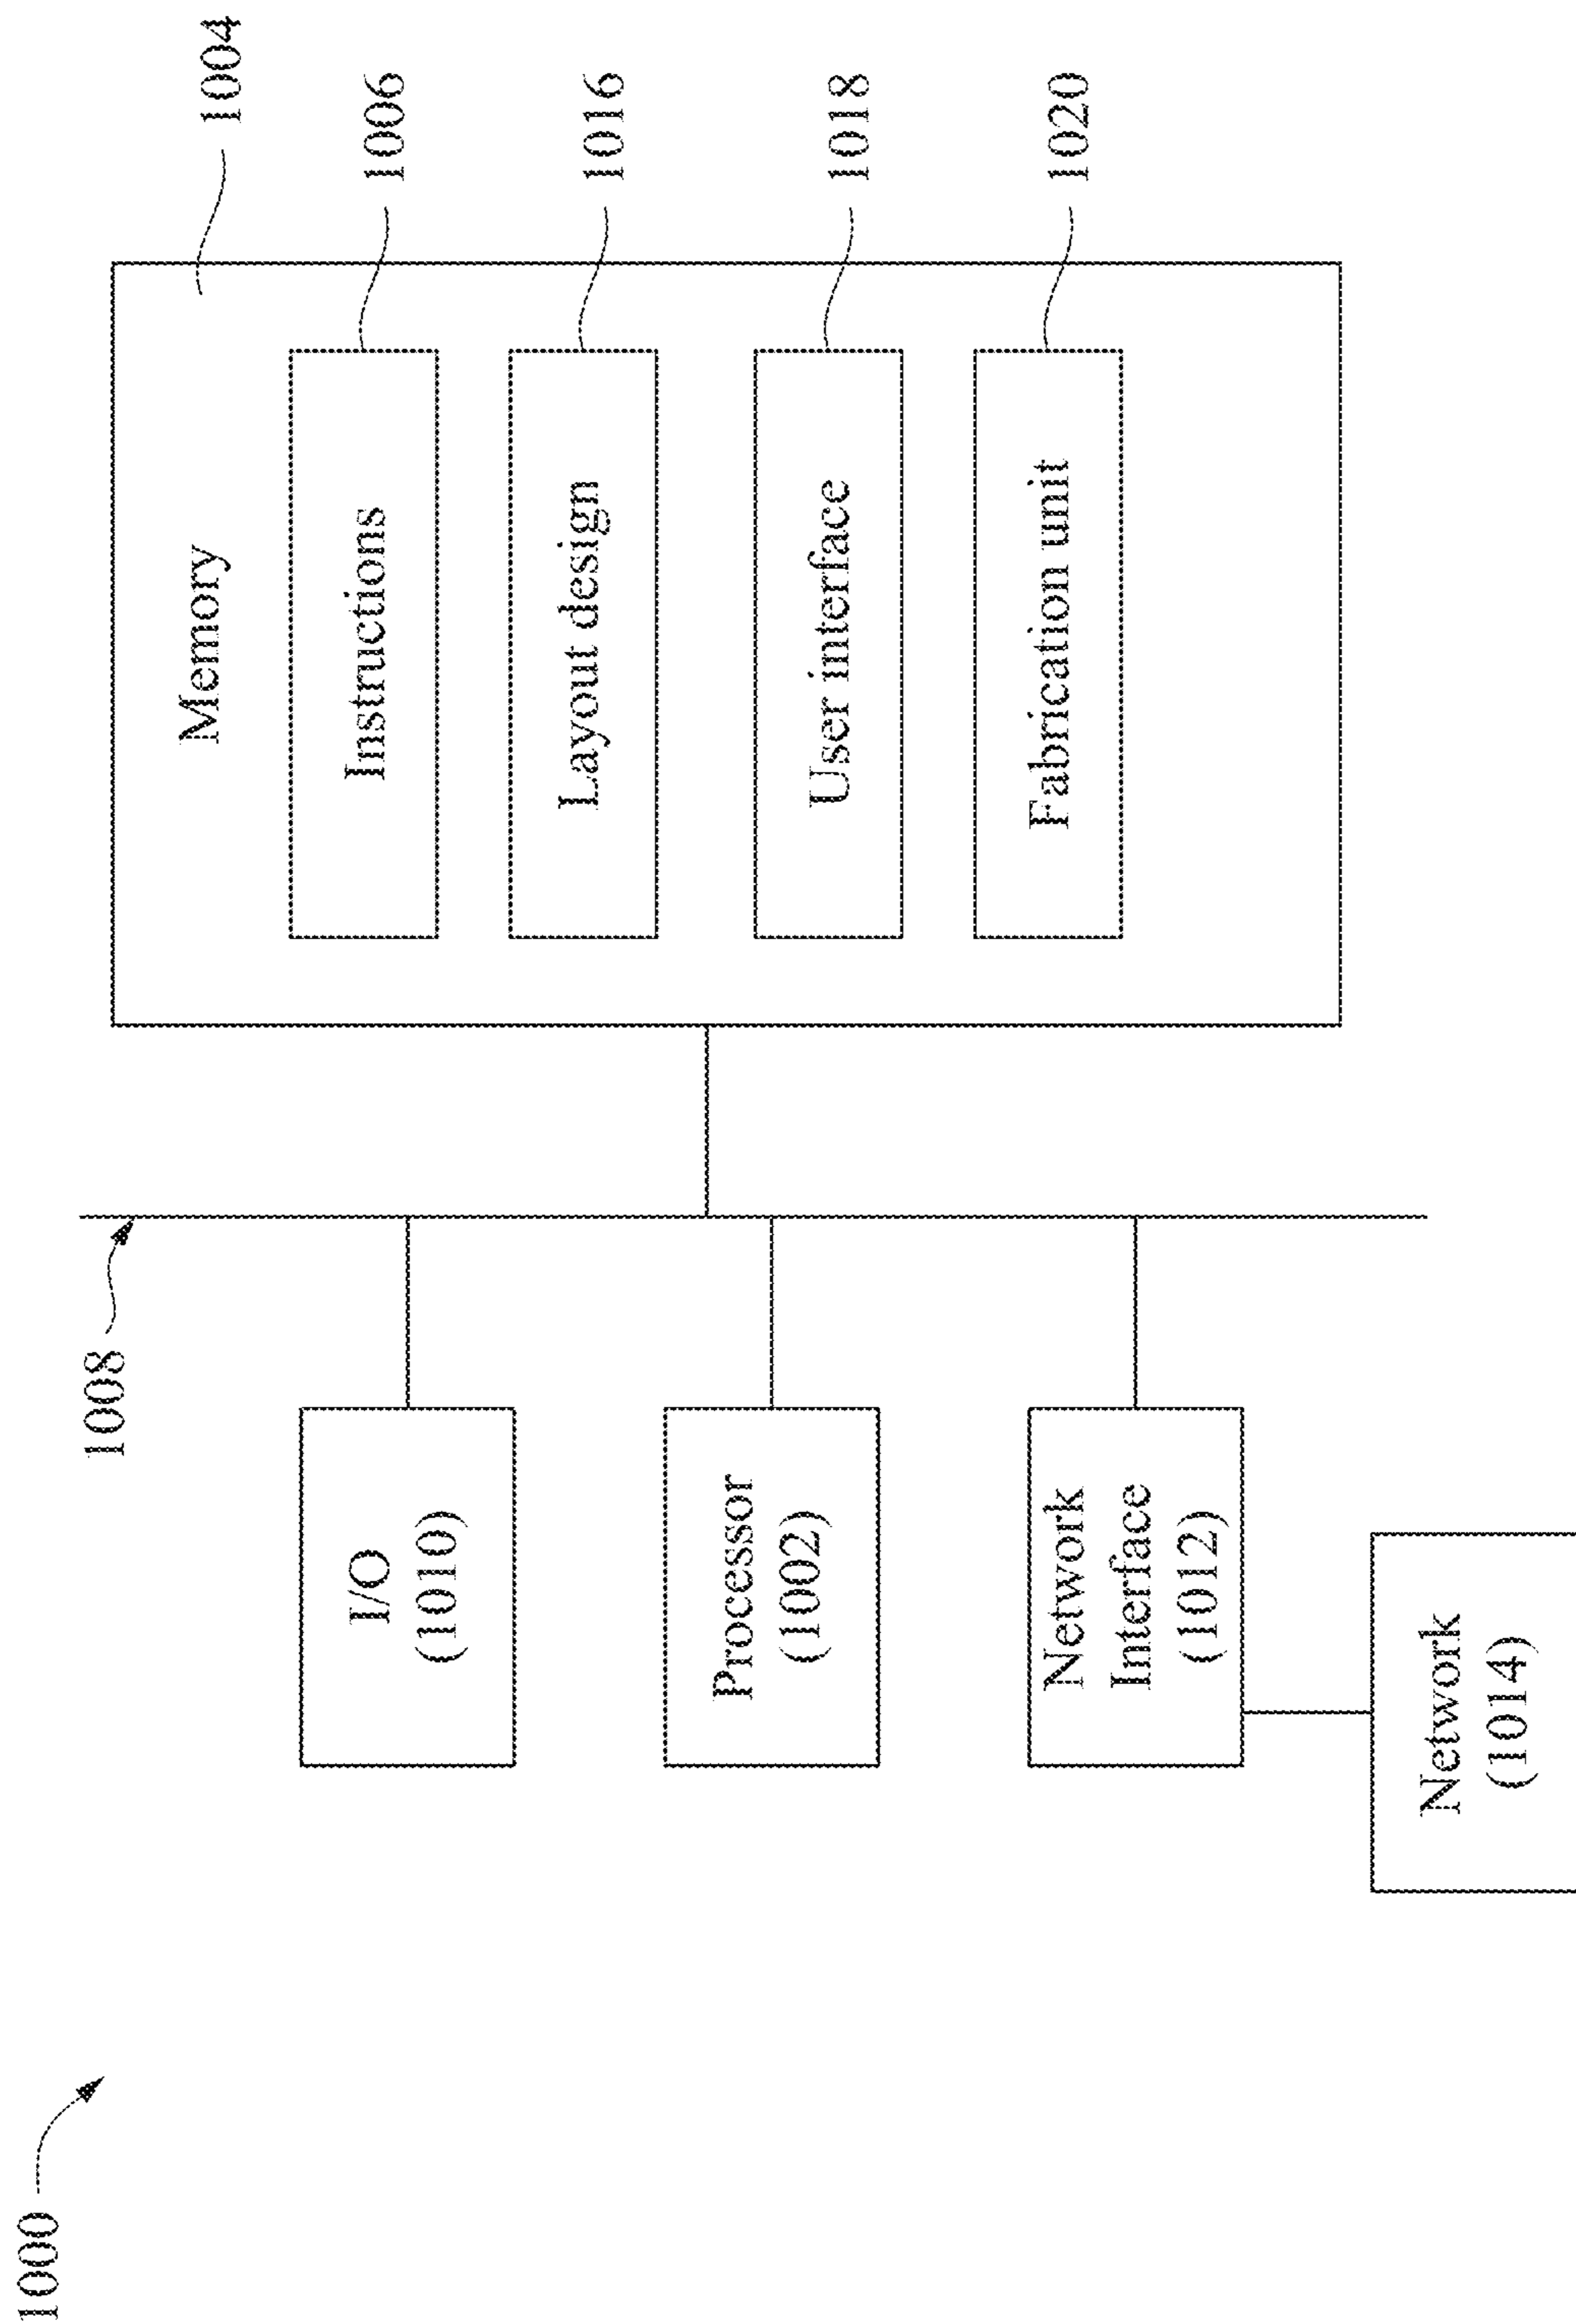 1000
1008
I/O
(1010)
Processor
(1002)
Network
Interface
(1012)
Network
(1014)
Memory
1004
Instructions
1006
Layout design
1016
User interface
1018
Fabrication unit
1020